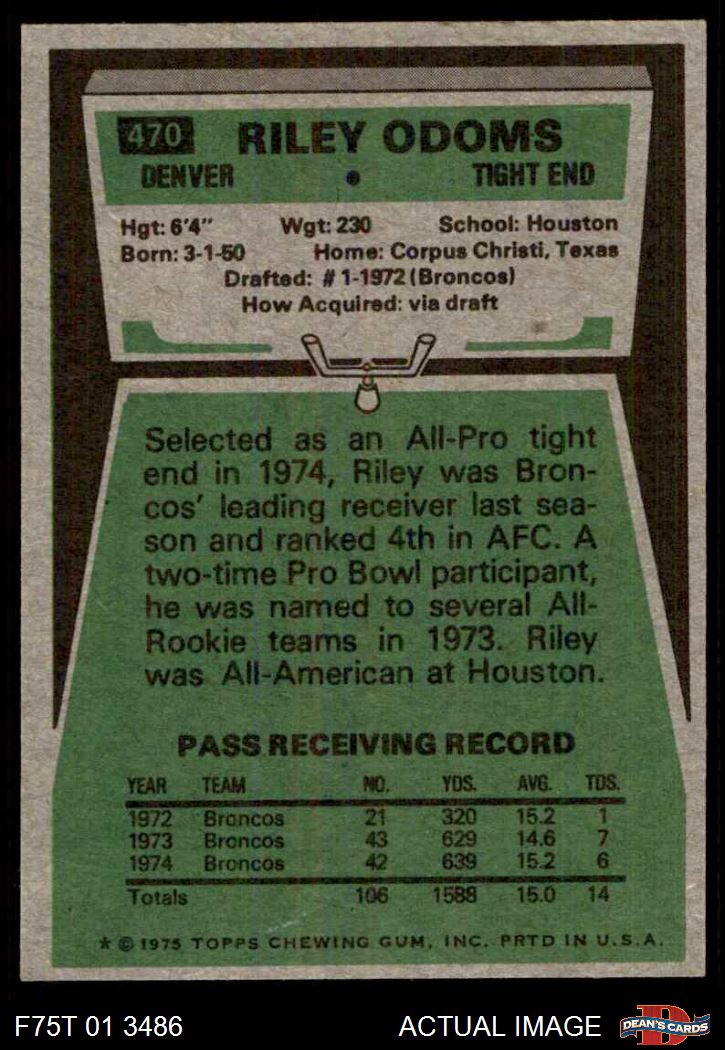 470 RILEY ODOMS
DENVER • TIGHT END
Hgt: 6'4" Wgt: 230 School: Houston
Born: 3-1-50 Home: Corpus Christi, Texas
Drafted: # 1-1972 (Broncos)
How Acquired: via draft
Selected as an All-Pro tight
end in 1974, Riley was Bron-
cos' leading receiver last sea-
son and ranked 4th in AFC. A
two-time Pro Bowl participant,
he was named to several All-
Rookie teams in 1973. Riley
was All-American at Houston.
PASS RECEIVING RECORD
YEAR TEAM NO. YDS. AVG. TDS.
1972 Broncos 21 320 15.2 1
1973 Broncos 43 629 14.6 7
1974 Broncos 42 639 15.2 6
Totals 106 1588 15.0 14
* © 1975 TOPPS CHEWING GUM, INC. PRTD IN U.S.A.
F75T 01 3486 ACTUAL IMAGE D DEAN'S CARDS